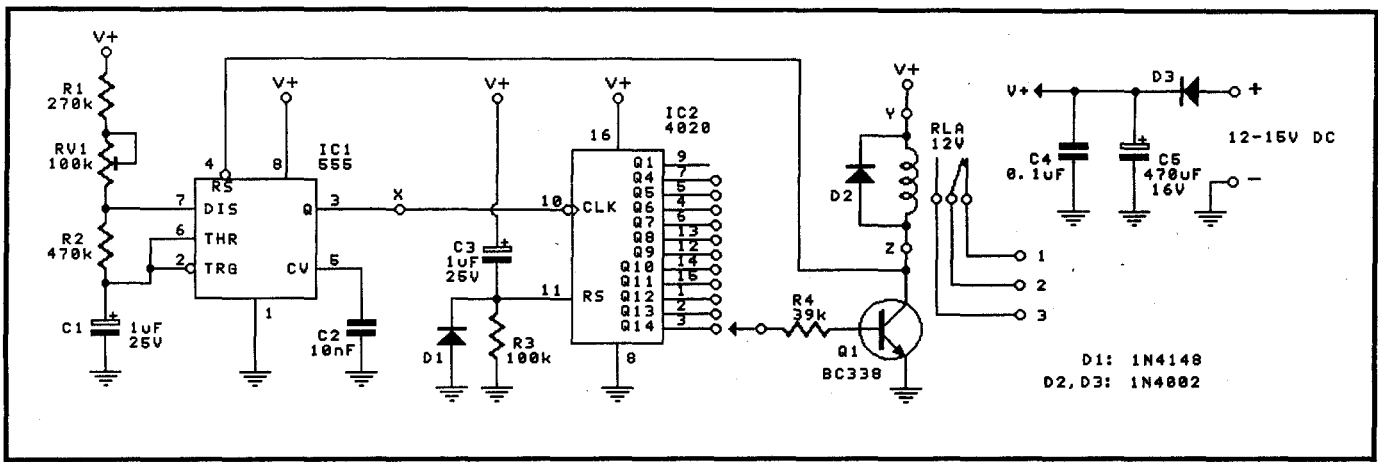 V+
R1
270k
RV1
100k
R2
470k
C1
+
1uF
25V
V+
IC1
555
4
8
RS
7
DIS
Q
3
6
THR
2
TRG
CV
5
1
C2
10nF
X
V+
C3
+
1uF
25V
D1
R3
100k
V+
16
IC2
4020
10
CLK
11
RS
Q1
9
Q4
7
Q5
5
Q6
4
Q7
6
Q8
13
Q9
12
Q10
14
Q11
15
Q12
1
Q13
2
Q14
3
8
R4
39k
Q1
BC338
V+
Y
D2
Z
RLA
12V
1
2
3
V+
D3
+
12-15V DC
-
C4
0.1uF
+
C5
470uF
16V
D1: 1N4148
D2,D3: 1N4002